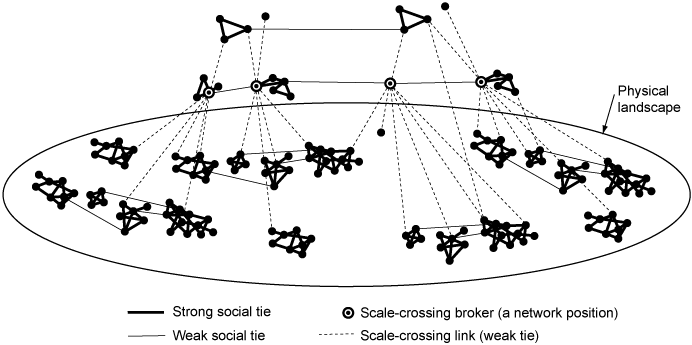 Physical
landscape
Strong social tie
Scale-crossing broker (a network position)
Weak social tie
Scale-crossing link (weak tie)